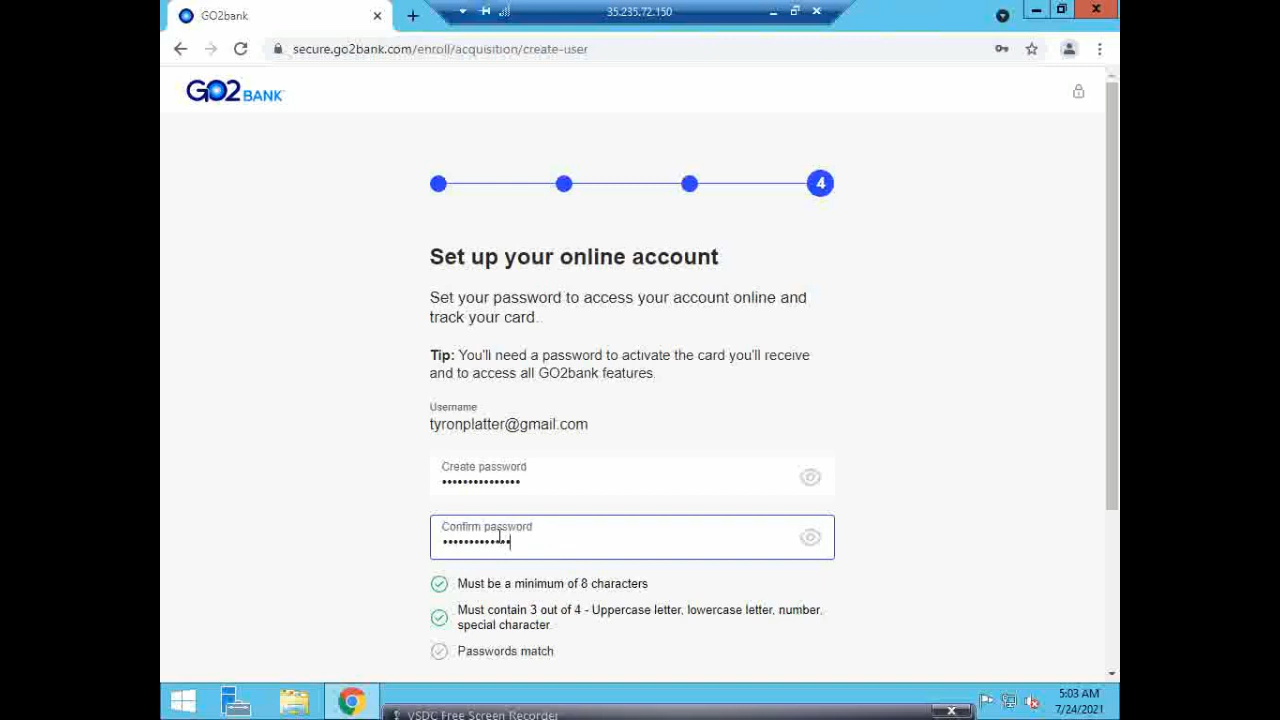 GO2bank
35.235.72.150
secure.go2bank.com/enroll/acquisition/create-user
GO2 BANK
4
Set up your online account
Set your password to access your account online and
track your card.
Tip: You'll need a password to activate the card you'll receive
and to access all GO2bank features.
Username
tyronplatter@gmail.com
Create password
•••••••••••••••
Confirm password
•••••••••••••
Must be a minimum of 8 characters
Must contain 3 out of 4 - Uppercase letter, lowercase letter, number,
special character
Passwords match
5:03 AM
7/24/2021
VSDC Free Screen Recorder